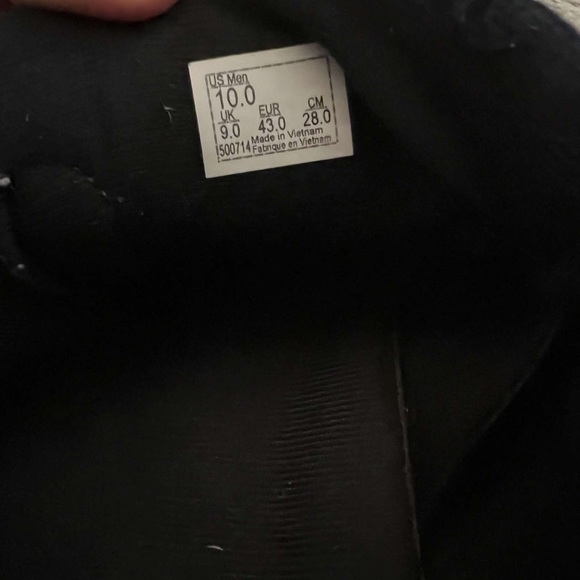 US Men
10.0
UK EUR CM
9.0 43.0 28.0
500714 Made in Vietnam
Fabrique en Vietnam